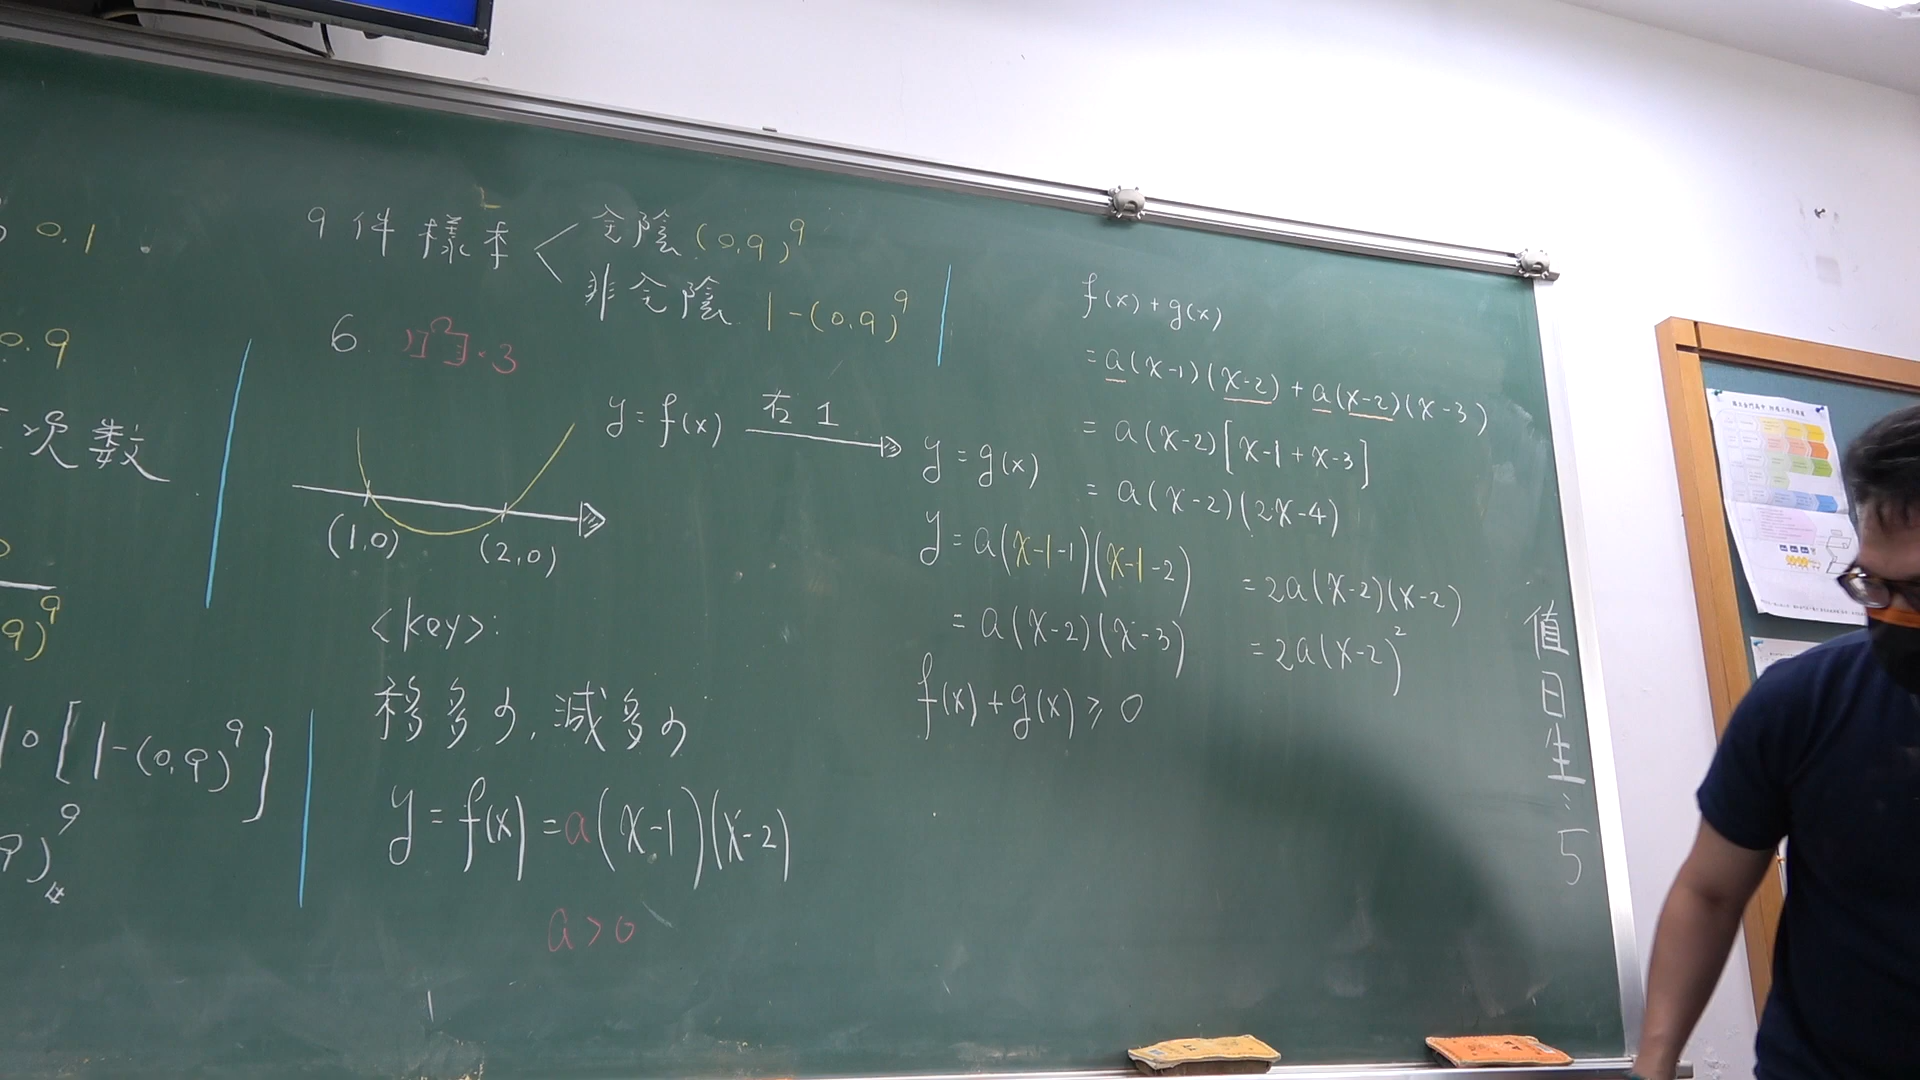 0.1
0.9
次數
9)⁹
10[1-(0.9)⁹]
9
9件樣本
全陰 (0.9)⁹
非全陰 1-(0.9)⁹
6.
3
(1,0)
(2,0)
y=f(x) 右1 y=g(x)
<key>:
移多少,減多少
y=f(x)=a(x-1)(x-2)
a>0
y=a(x-1-1)(x-1-2)
=a(x-2)(x-3)
f(x)+g(x)≥0
f(x)+g(x)
=a(x-1)(x-2)+a(x-2)(x-3)
=a(x-2)[x-1+x-3]
=a(x-2)(2x-4)
=2a(x-2)(x-2)
=2a(x-2)²
值日生:5